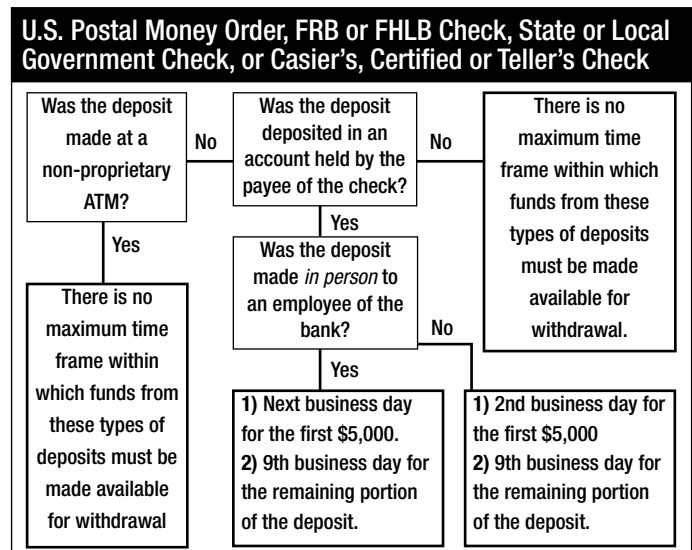 U.S. Postal Money Order, FRB or FHLB Check, State or Local
Government Check, or Casier's, Certified or Teller's Check
Was the deposit
made at a
non-proprietary
ATM?
No
Was the deposit
deposited in an
account held by the
payee of the check?
No
There is no
maximum time
frame within which
funds from these
types of deposits
must be made
available for
withdrawal.
Yes
There is no
maximum time
frame within
which funds from
these types of
deposits must be
made available
for withdrawal
Yes
Was the deposit
made in person to
an employee of the
bank?
No
Yes
1) Next business day
for the first $5,000.
2) 9th business day for
the remaining portion
of the deposit.
1) 2nd business day for
the first $5,000
2) 9th business day for
the remaining portion
of the deposit.